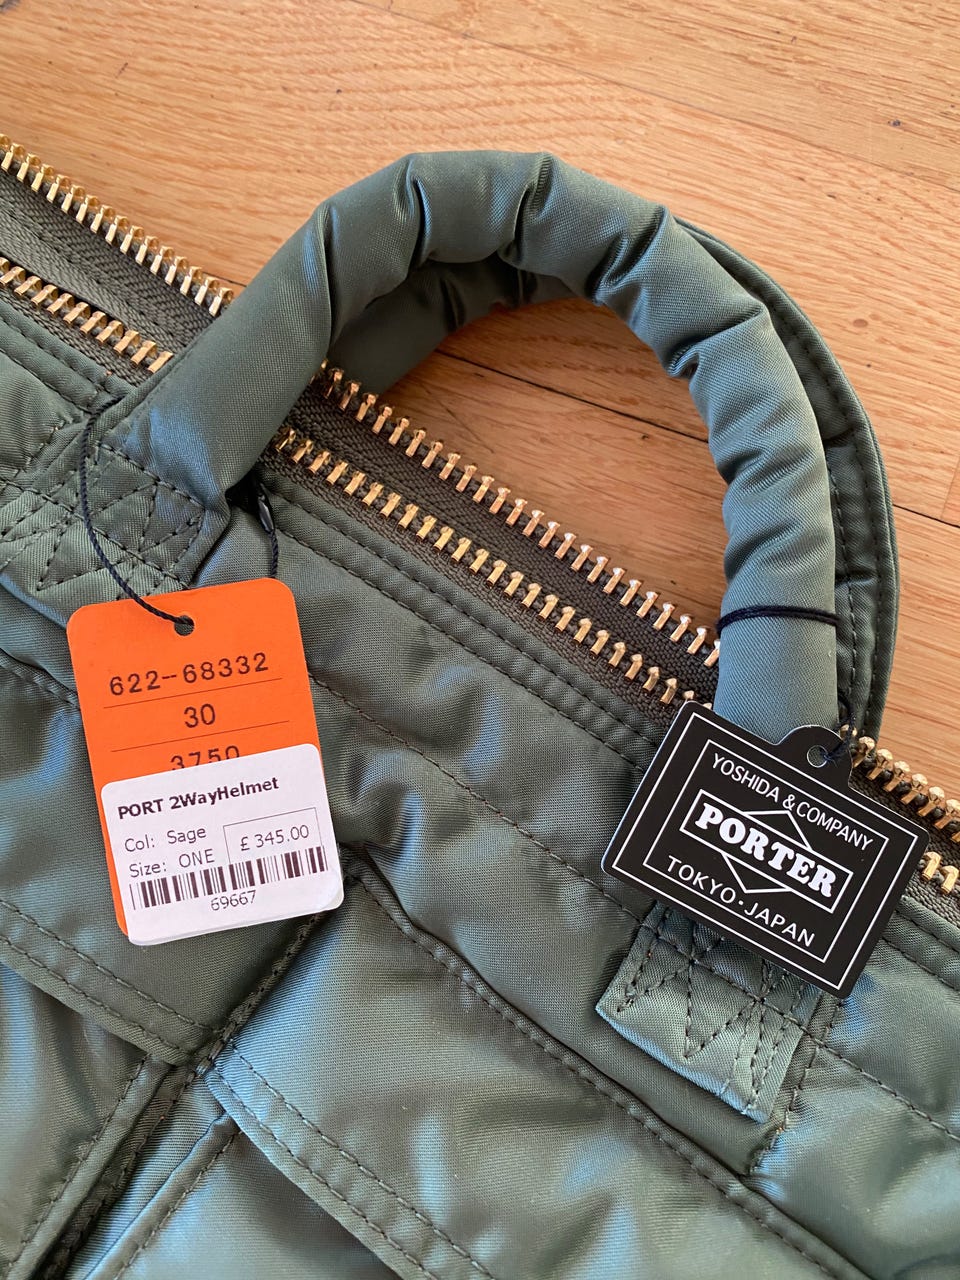 622--68332
30
3750
PORT 2WayHelmet
Col: Sage
£ 345.00
Size: ONE
69667
YOSHIDA & COMPANY
PORTER
TOKYO・JAPAN